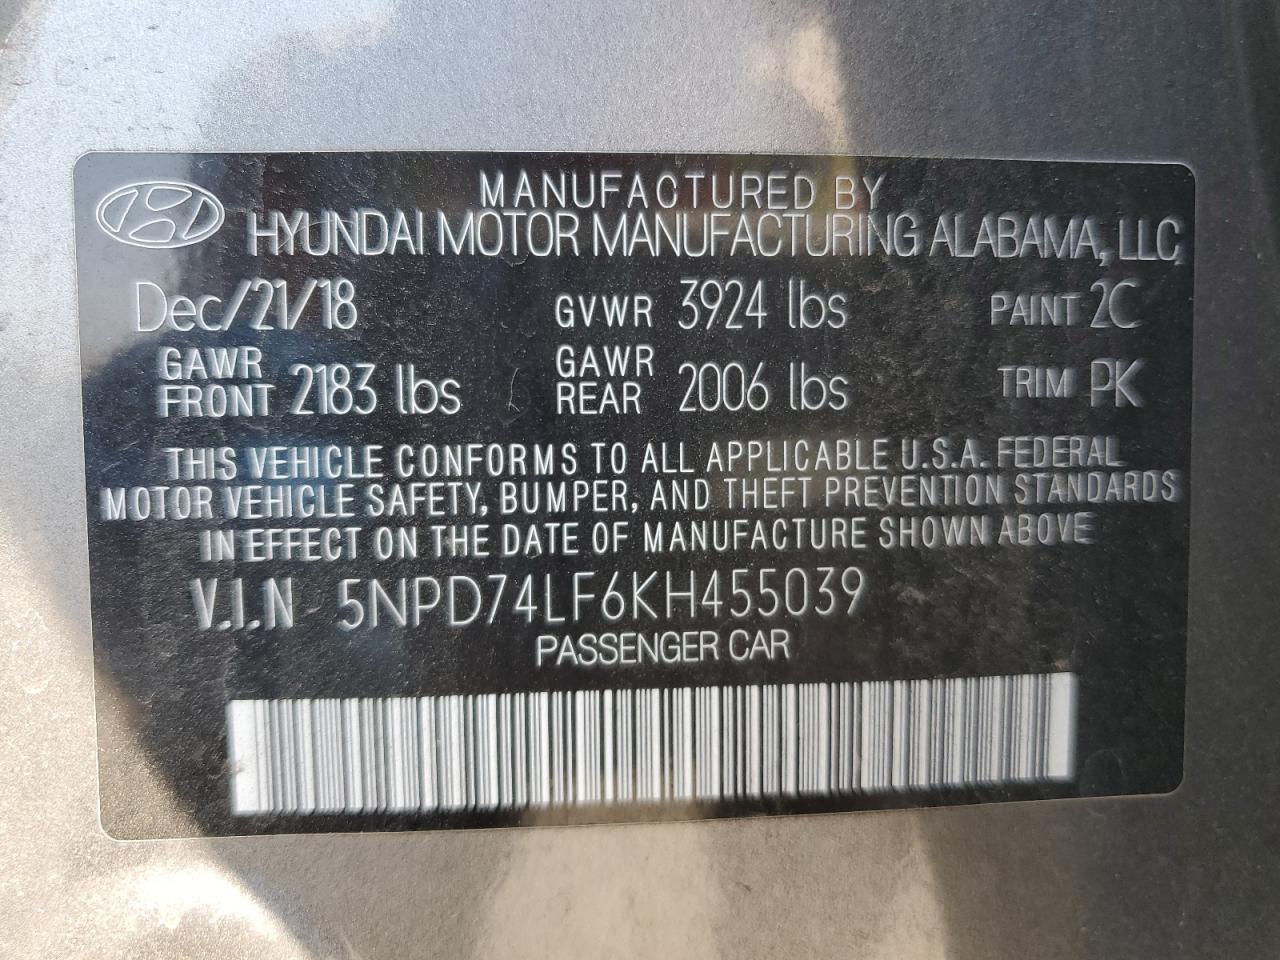 MANUFACTURED BY
HYUNDAI MOTOR MANUFACTURING ALABAMA, LLC,
Dec/21/18 GVWR 3924 lbs PAINT 2C
GAWR FRONT 2183 lbs GAWR REAR 2006 lbs TRIM PK
THIS VEHICLE CONFORMS TO ALL APPLICABLE U.S.A. FEDERAL
MOTOR VEHICLE SAFETY, BUMPER, AND THEFT PREVENTION STANDARDS
IN EFFECT ON THE DATE OF MANUFACTURE SHOWN ABOVE
V.I.N 5NPD74LF6KH455039
PASSENGER CAR